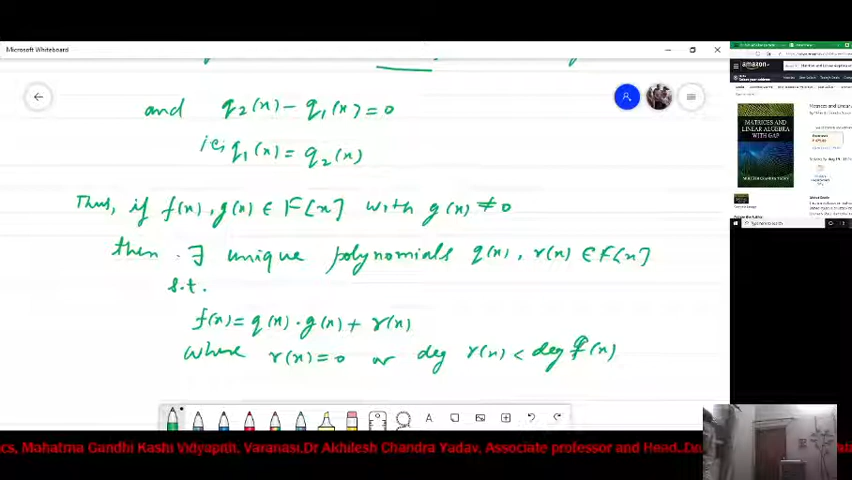 Microsoft Whiteboard
and q₂(x) - q₁(x) = 0
i.e; q₁(x) = q₂(x)
Thus, if f(x), g(x) ∈ F[x] with g(x) ≠ 0
then ∃ unique polynomials q(x), r(x) ∈ F[x]
s.t.
f(x) = q(x) · g(x) + r(x)
where r(x) = 0 or deg r(x) < deg g(x)
amazon
MATRICES AND
LINEAR ALGEBRA
WITH GAP
ics, Mahatma Gandhi Kashi Vidyapith, Varanasi,Dr Akhilesh Chandra Yadav, Associate professor and Head..De